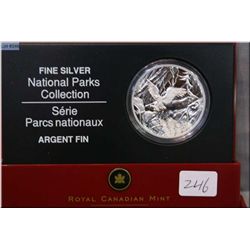 FINE SILVER
National Parks
Collection
Série
Parcs nationaux
ARGENT FIN
246
ROYAL CANADIAN MINT